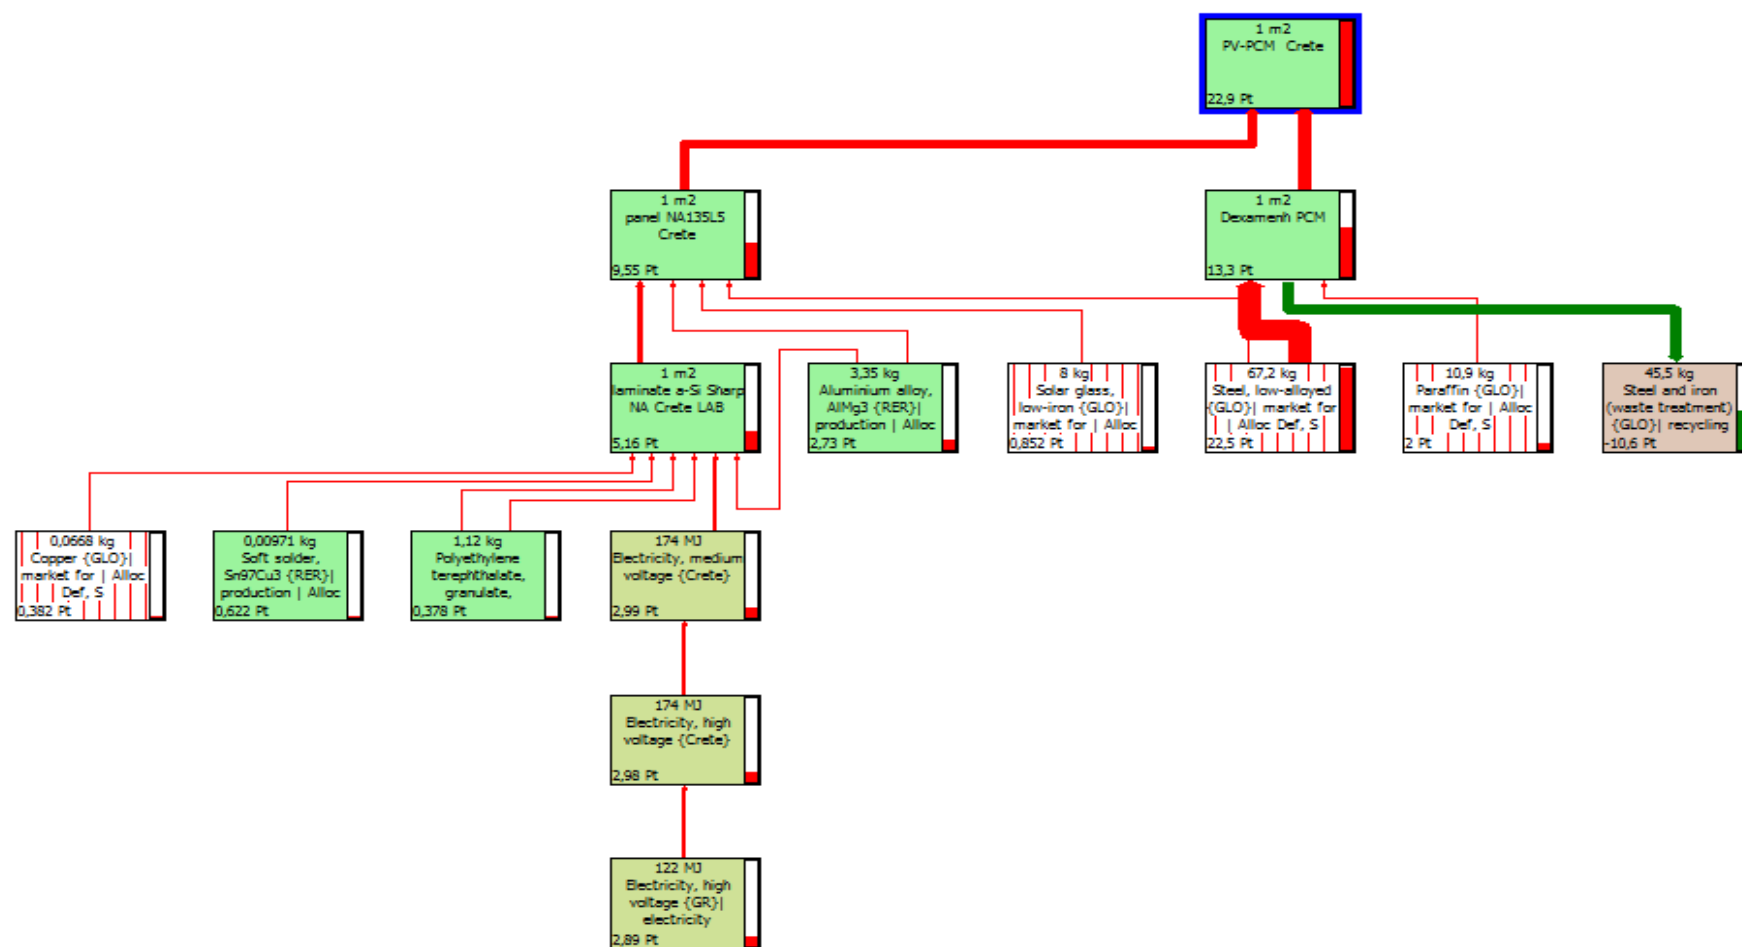 1 m2
PV-PCM Crete
22,9 Pt
1 m2
panel NA135L5
Crete
9,55 Pt
1 m2
Dexamenh PCM
13,3 Pt
1 m2
laminate a-Si Sharp
NA Crete LAB
5,16 Pt
3,35 kg
Aluminium alloy,
AlMg3 {RER}|
production | Alloc
2,73 Pt
8 kg
Solar glass,
low-iron {GLO}|
market for | Alloc
0,852 Pt
67,2 kg
Steel, low-alloyed
{GLO}| market for
| Alloc Def, S
22,5 Pt
10,9 kg
Paraffin {GLO}|
market for | Alloc
Def, S
2 Pt
45,5 kg
Steel and iron
(waste treatment)
{GLO}| recycling
-10,6 Pt
0,0668 kg
Copper {GLO}|
market for | Alloc
Def, S
0,382 Pt
0,00971 kg
Soft solder,
Sn97Cu3 {RER}|
production | Alloc
0,622 Pt
1,12 kg
Polyethylene
terephthalate,
granulate,
0,378 Pt
174 MJ
Electricity, medium
voltage {Crete}
2,99 Pt
174 MJ
Electricity, high
voltage {Crete}
2,98 Pt
122 MJ
Electricity, high
voltage {GR}|
electricity
2,89 Pt